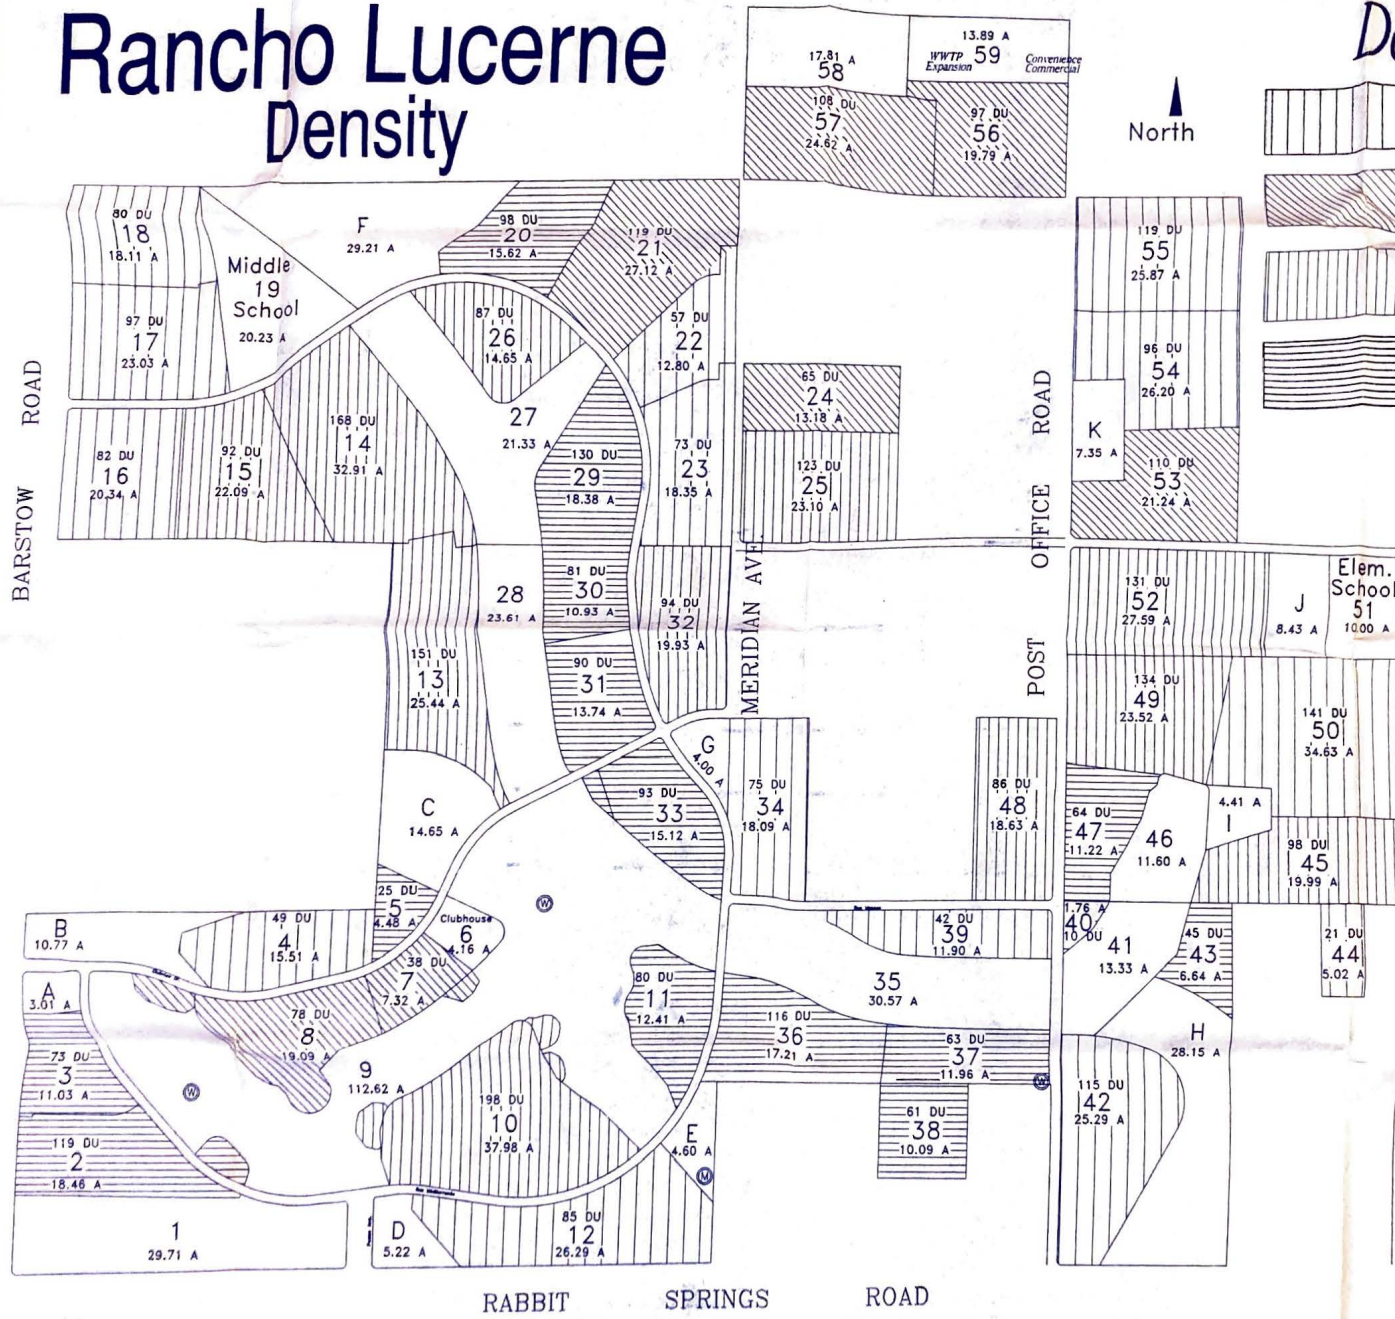 Rancho Lucerne
Density
17.81 A
58
13.89 A
WWTP
Expansion
59
Convenience
Commercial
108 DU
57
24.62 A
97 DU
56
19.79 A
North
80 DU
18
18.11 A
F
29.21 A
98 DU
20
15.62 A
119 DU
21
27.12 A
119 DU
55
25.87 A
Middle
19
School
20.23 A
97 DU
17
23.03 A
87 DU
26
14.65 A
57 DU
22
12.80 A
96 DU
54
26.20 A
BARSTOW ROAD
65 DU
24
13.18 A
K
7.35 A
82 DU
16
20.34 A
92 DU
15
22.09 A
168 DU
14
32.91 A
27
21.33 A
130 DU
29
18.38 A
73 DU
23
18.35 A
123 DU
25
23.10 A
110 DU
53
21.24 A
POST OFFICE ROAD
MERIDIAN AVE.
28
23.61 A
81 DU
30
10.93 A
94 DU
32
19.93 A
131 DU
52
27.59 A
J
8.43 A
Elem.
School
51
10.00 A
151 DU
13
25.44 A
90 DU
31
13.74 A
134 DU
49
23.52 A
141 DU
50
34.63 A
G
4.00 A
C
14.65 A
93 DU
33
15.12 A
75 DU
34
18.09 A
86 DU
48
18.63 A
64 DU
47
11.22 A
46
11.60 A
4.41 A
I
98 DU
45
19.99 A
B
10.77 A
49 DU
4
15.51 A
25 DU
5
4.48 A
Clubhouse
6
4.16 A
W
42 DU
39
11.90 A
1.76 A
40
10 DU
41
13.33 A
45 DU
43
6.64 A
21 DU
44
5.02 A
A
3.01 A
38 DU
7
7.32 A
80 DU
11
12.41 A
35
30.57 A
78 DU
8
19.09 A
116 DU
36
17.21 A
63 DU
37
11.96 A
W
H
28.15 A
73 DU
3
11.03 A
W
9
112.62 A
198 DU
10
37.98 A
61 DU
38
10.09 A
115 DU
42
25.29 A
119 DU
2
18.46 A
E
4.60 A
M
1
29.71 A
D
5.22 A
85 DU
12
26.29 A
RABBIT SPRINGS ROAD